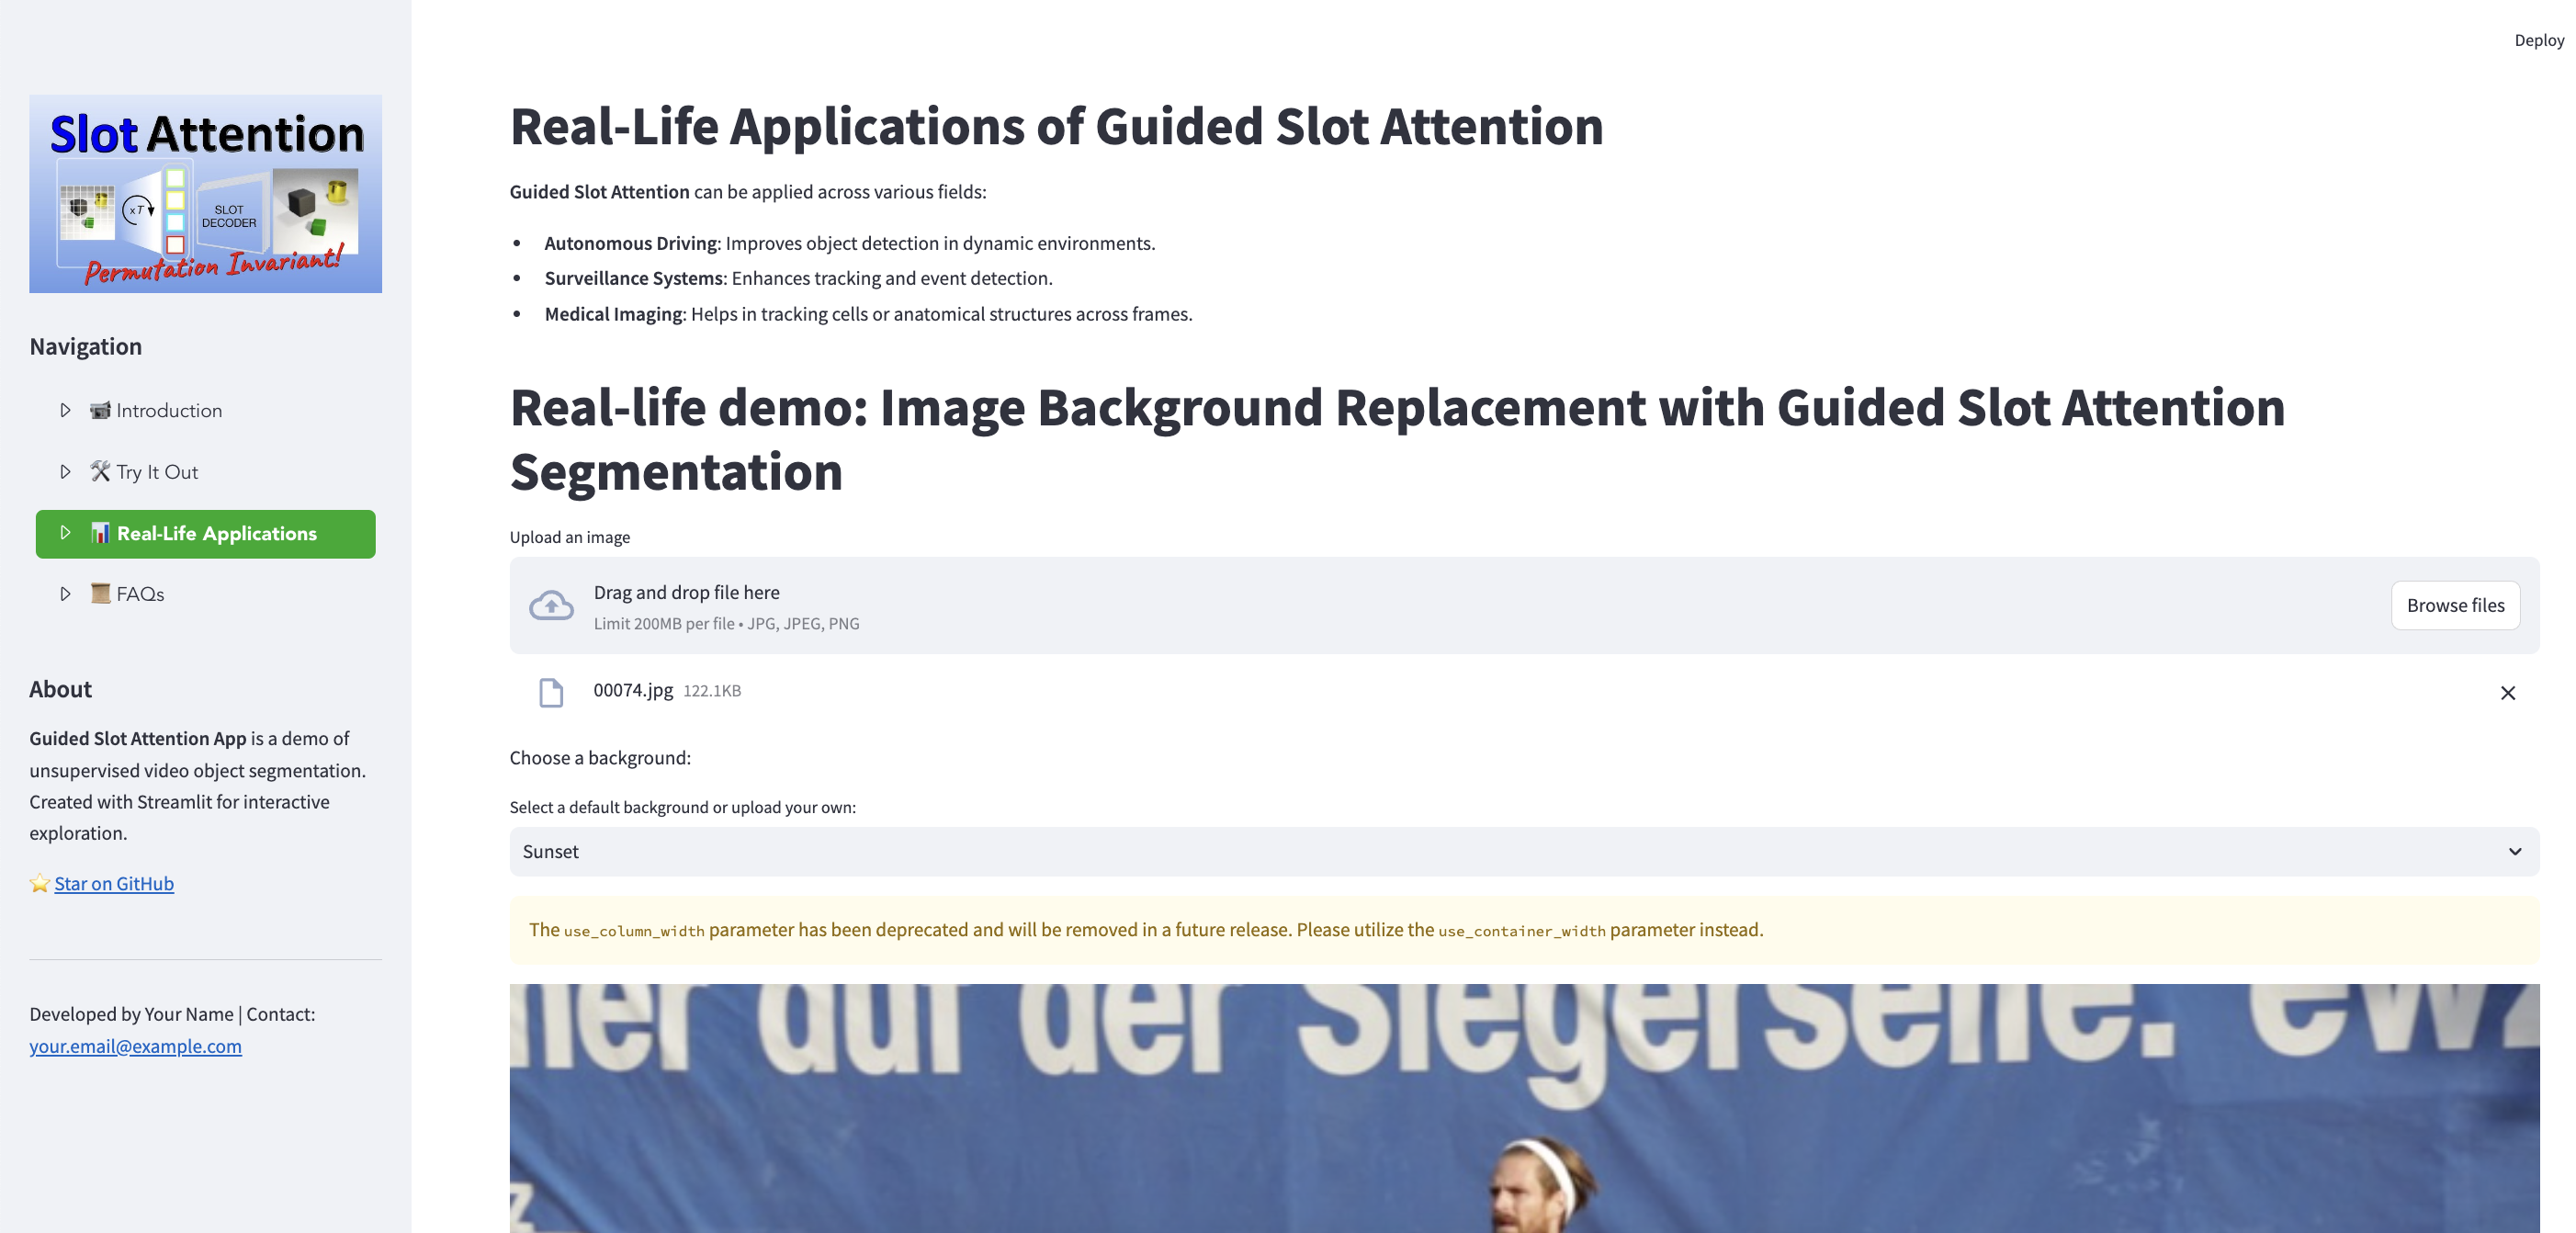 Deploy
Slot Attention
xT
SLOT
DECODER
Permutation Invariant!
Navigation
Introduction
Try It Out
Real-Life Applications
FAQs
About
Guided Slot Attention App is a demo of
unsupervised video object segmentation.
Created with Streamlit for interactive
exploration.
Star on GitHub
Developed by Your Name | Contact:
your.email@example.com
Real-Life Applications of Guided Slot Attention
Guided Slot Attention can be applied across various fields:
• Autonomous Driving: Improves object detection in dynamic environments.
• Surveillance Systems: Enhances tracking and event detection.
• Medical Imaging: Helps in tracking cells or anatomical structures across frames.
Real-life demo: Image Background Replacement with Guided Slot Attention
Segmentation
Upload an image
Drag and drop file here
Limit 200MB per file • JPG, JPEG, PNG
Browse files
00074.jpg 122.1KB
Choose a background:
Select a default background or upload your own:
Sunset
The use_column_width parameter has been deprecated and will be removed in a future release. Please utilize the use_container_width parameter instead.
ner auf der Siegerseite. ewz
z